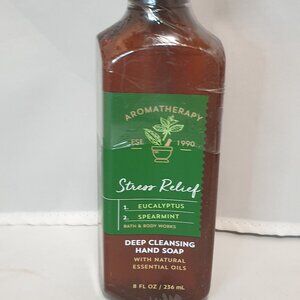 AROMATHERAPY
EST 1990
Stress Relief
1. EUCALYPTUS
2. SPEARMINT
BATH & BODY WORKS
DEEP CLEANSING
HAND SOAP
WITH NATURAL
ESSENTIAL OILS
8 FL OZ / 236 mL